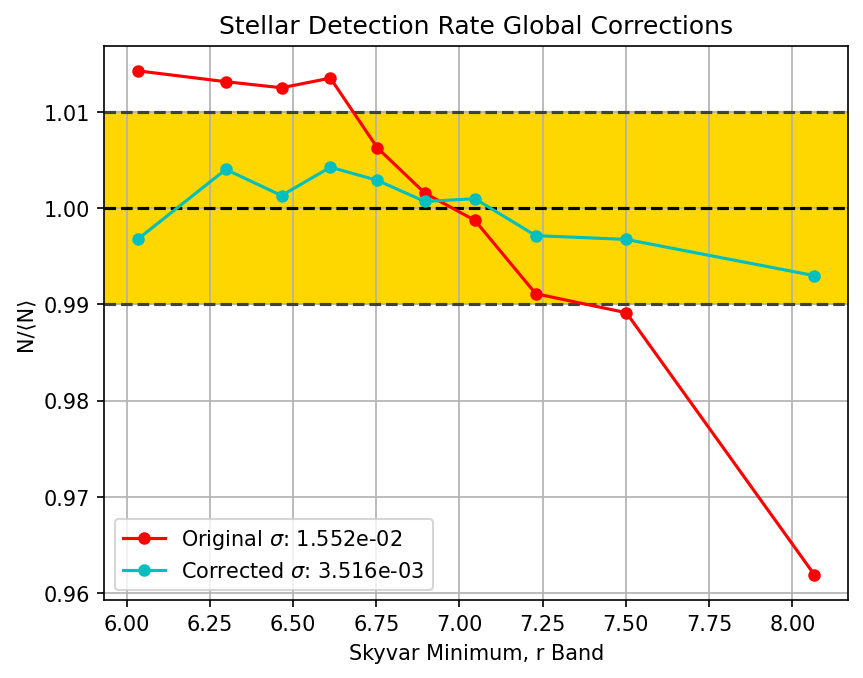 Stellar Detection Rate Global Corrections
N/⟨N⟩
1.01
1.00
0.99
0.98
0.97
0.96
Original σ: 1.552e-02
Corrected σ: 3.516e-03
6.00 6.25 6.50 6.75 7.00 7.25 7.50 7.75 8.00
Skyvar Minimum, r Band